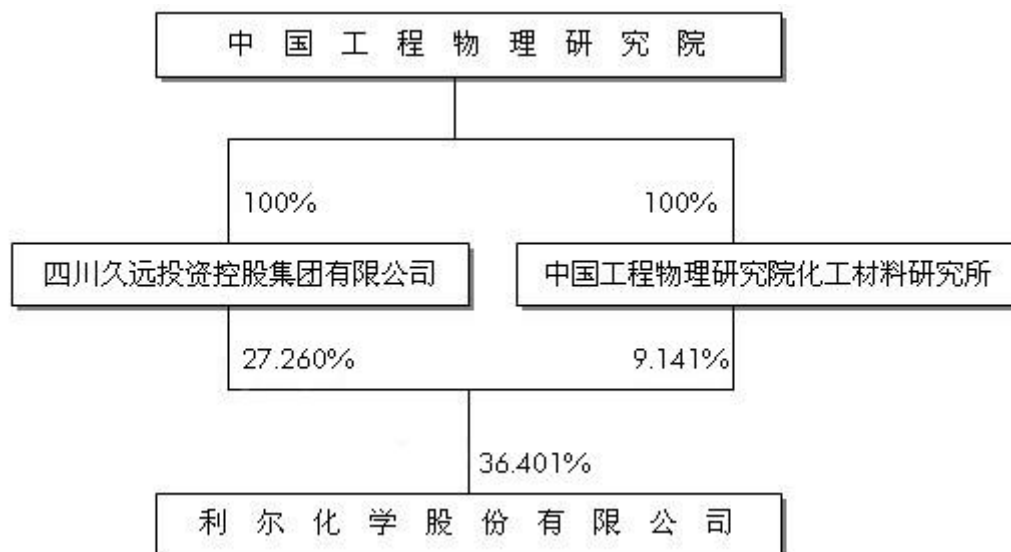 中国工程物理研究院
100%
100%
四川久远投资控股集团有限公司
中国工程物理研究院化工材料研究所
27.260%
9.141%
36.401%
利尔化学股份有限公司